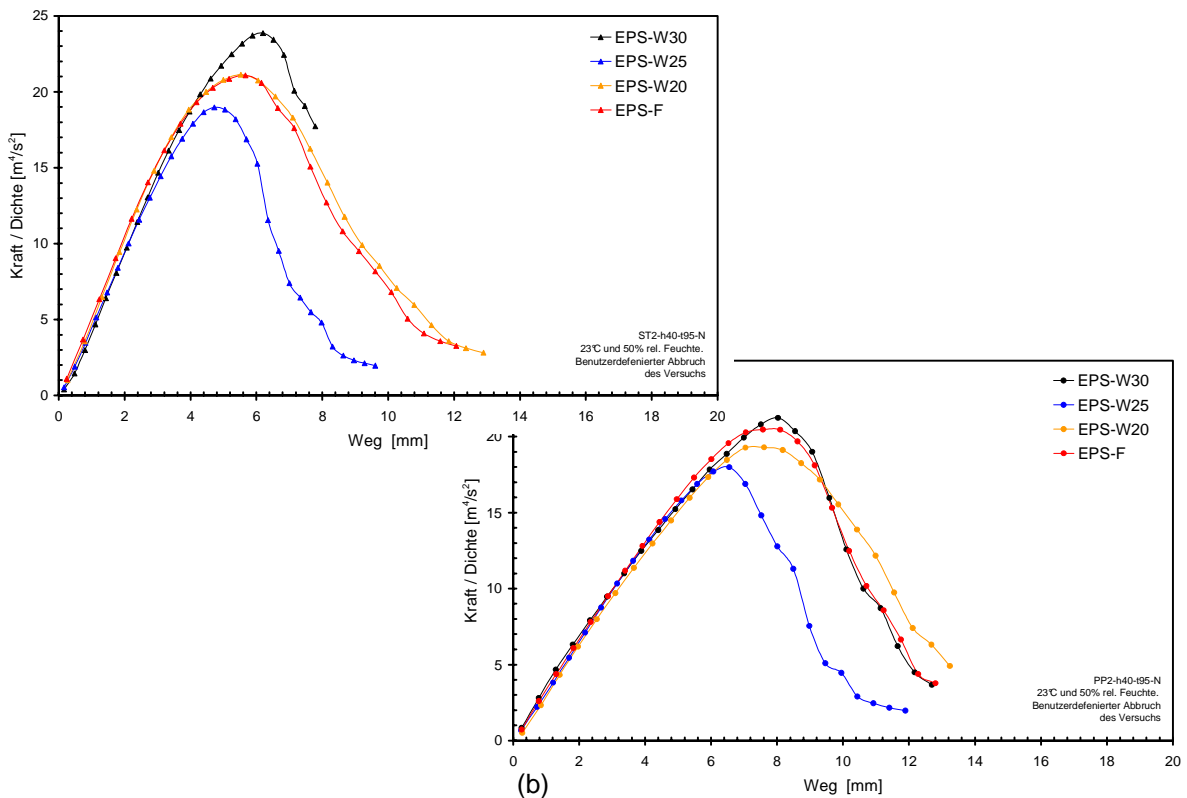 25
20
15
10
5
0
Kraft / Dichte [m⁴/s²]
EPS-W30
EPS-W25
EPS-W20
EPS-F
ST2-h40-t95-N
23℃ und 50% rel. Feuchte.
Benutzerdefenierter Abbruch
des Versuchs
0 2 4 6 8 10 12 14 16 18 20
Weg [mm]
20
15
10
5
0
Kraft / Dichte [m⁴/s²]
EPS-W30
EPS-W25
EPS-W20
EPS-F
PP2-h40-t95-N
23℃ und 50% rel. Feuchte.
Benutzerdefenierter Abbruch
des Versuchs
0 2 4 6 8 10 12 14 16 18 20
Weg [mm]
(b)